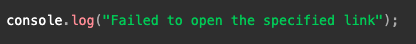 console.log("Failed to open the specified link");